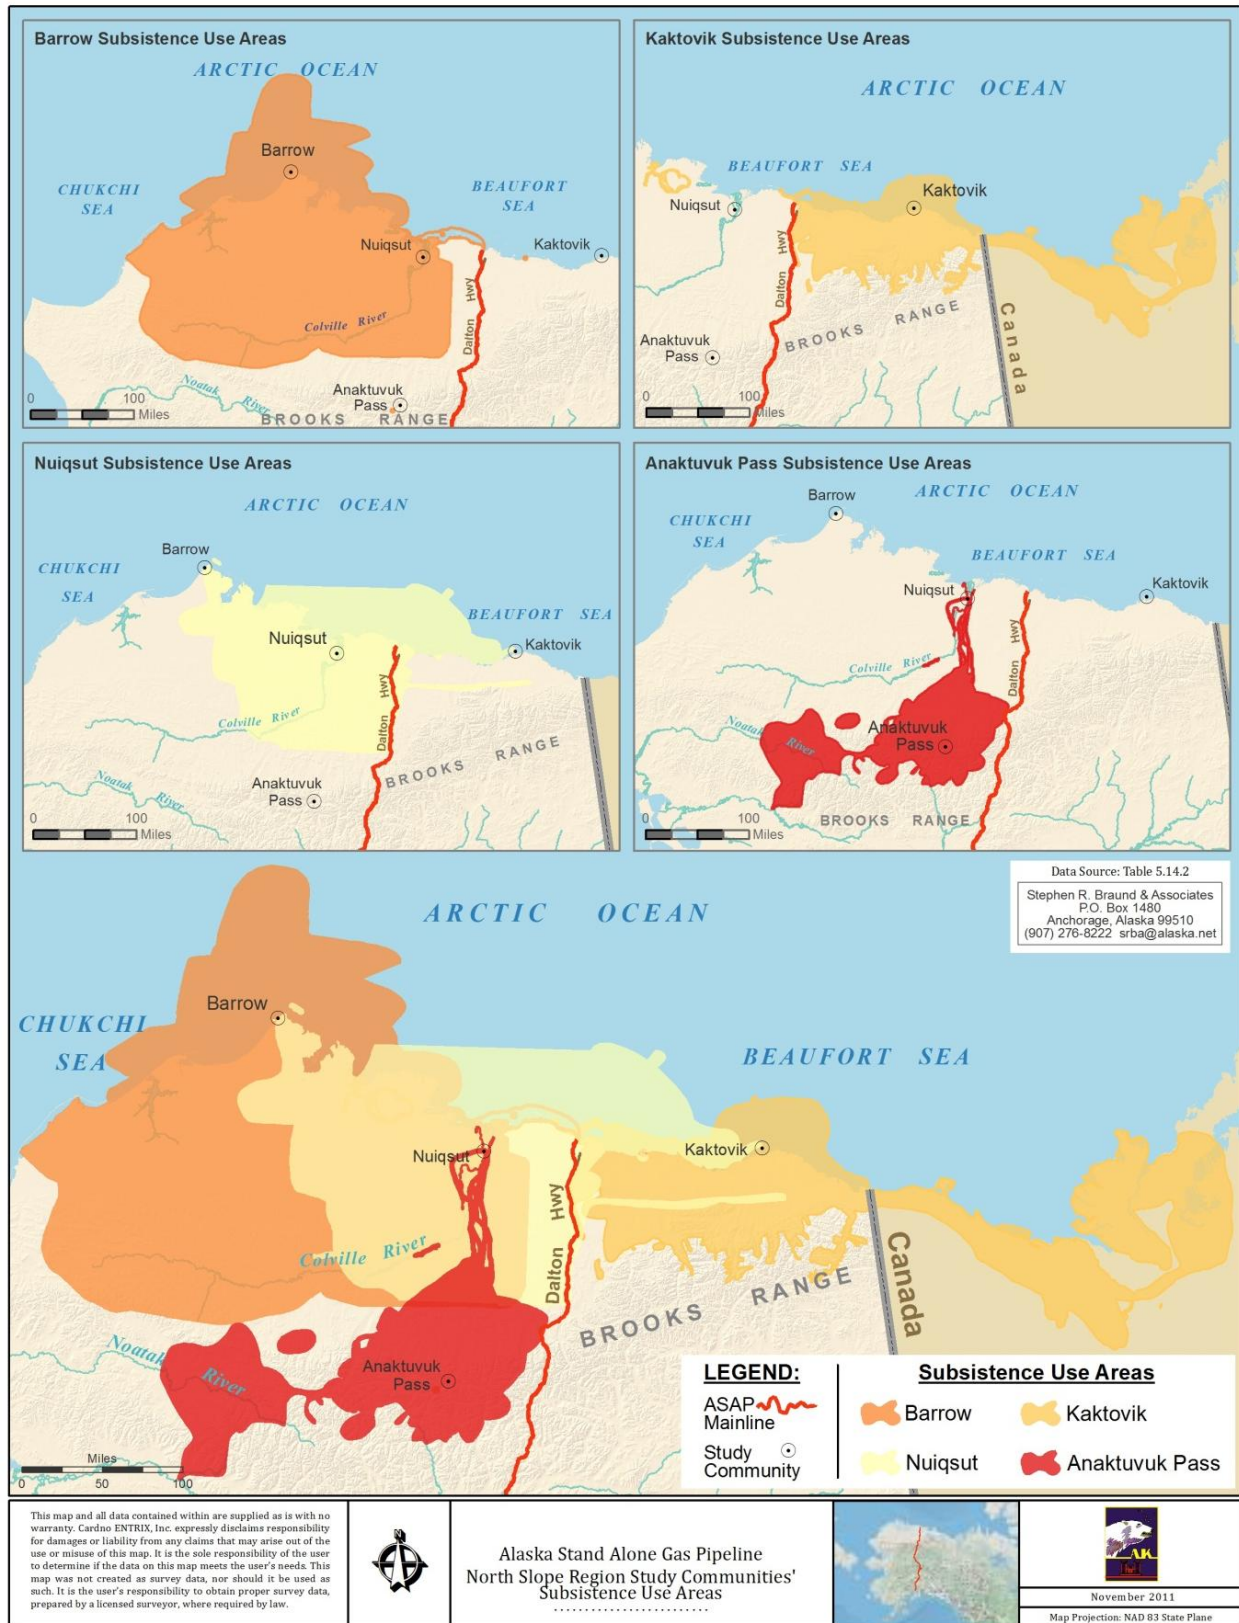 Barrow Subsistence Use Areas
ARCTIC OCEAN
Barrow
CHUKCHI
SEA
BEAUFORT
SEA
Nuiqsut
Kaktovik
Dalton Hwy
Colville River
Noatak
River
Anaktuvuk
Pass
BROOKS RANGE
0 100
Miles
Kaktovik Subsistence Use Areas
ARCTIC OCEAN
BEAUFORT SEA
Kaktovik
Nuiqsut
Dalton Hwy
BROOKS RANGE
Canada
Anaktuvuk
Pass
0 100
Miles
Nuiqsut Subsistence Use Areas
ARCTIC OCEAN
Barrow
CHUKCHI
SEA
BEAUFORT SEA
Nuiqsut
Kaktovik
Dalton Hwy
Colville River
BROOKS RANGE
Noatak
River
Anaktuvuk
Pass
0 100
Miles
Anaktuvuk Pass Subsistence Use Areas
Barrow
ARCTIC OCEAN
CHUKCHI
SEA
BEAUFORT SEA
Nuiqsut
Kaktovik
Dalton Hwy
Colville River
Noatak
River
Anaktuvuk
Pass
BROOKS RANGE
0 100
Miles
Data Source: Table 5.14.2
Stephen R. Braund & Associates
P.O. Box 1480
Anchorage, Alaska 99510
(907) 276-8222 srba@alaska.net
ARCTIC OCEAN
Barrow
CHUKCHI
SEA
BEAUFORT SEA
Nuiqsut
Kaktovik
Dalton Hwy
Colville River
Canada
BROOKS RANGE
Noatak
River
Anaktuvuk
Pass
Miles
0 50 100
LEGEND:
ASAP
Mainline
Study
Community
Subsistence Use Areas
Barrow
Kaktovik
Nuiqsut
Anaktuvuk Pass
This map and all data contained within are supplied as is with no
warranty. Cardno ENTRIX, Inc. expressly disclaims responsibility
for damages or liability from any claims that may arise out of the
use or misuse of this map. It is the sole responsibility of the user
to determine if the data on this map meets the user's needs. This
map was not created as survey data, nor should it be used as
such. It is the user's responsibility to obtain proper survey data,
prepared by a licensed surveyor, where required by law.
Alaska Stand Alone Gas Pipeline
North Slope Region Study Communities'
Subsistence Use Areas
AK
November 2011
Map Projection: NAD 83 State Plane